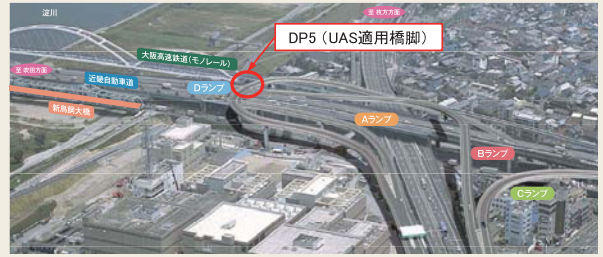 淀川
至 枚方方面
DP5（UAS適用橋脚）
大阪高速鉄道（モノレール）
至 吹田方面
近畿自動車道
Dランプ
新鳥飼大橋
Aランプ
Bランプ
Cランプ